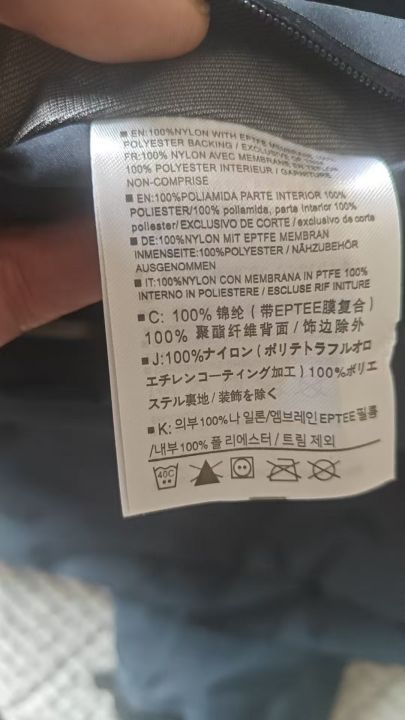 ■ EN:100%NYLON WITH EPTFE MEMBRANE 100%
POLYESTER BACKING / EXCLUSIVE OF TRIM
FR:100% NYLON AVEC MEMBRANE EN
100% POLYESTER INTERIEUR / GARNITURE
NON-COMPRISE
■ EN:100%POLIAMIDA PARTE INTERIOR 100%
POLIESTER/100% poliamida, parte interior 100%
poliester/EXCLUSIVO DE CORTE / exclusivo de corte
■ DE:100%NYLON MIT EPTFE MEMBRAN
INMENSEITE:100%POLYESTER / NÄHZUBEHÖR
AUSGENOMMEN
■ IT:100%NYLON CON MEMBRANA IN PTFE 100%
INTERNO IN POLIESTERE / ESCLUSE RIF INITURE
■ C: 100% 锦纶 ( 带EPTEE膜复合 )
100% 聚酯纤维背面 / 饰边除外
■ J:100%ナイロン ( ポリテトラフルオロ
エチレンコーティング加工 ) 100%ポリエ
ステル裏地 / 装飾を除く
■ K: 의부100%나 일론/엠브레인 EPTEE필름
/내부100% 폴 리에스터 / 트림 제외
40C